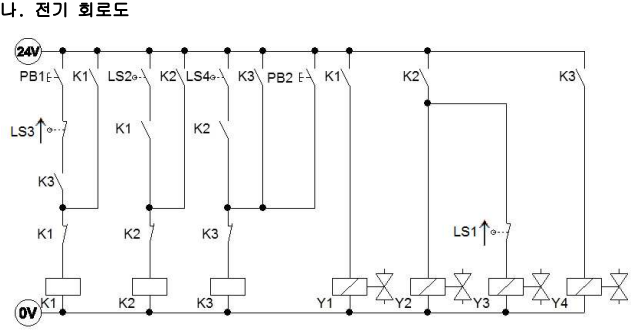 나. 전기 회로도
24V
PB1 K1 LS2 K2 LS4 K3 PB2 K1 K2 K3
LS3 K1 K2
K3
K1 K2 K3 LS1
K1 K2 K3 Y1 Y2 Y3 Y4
0V